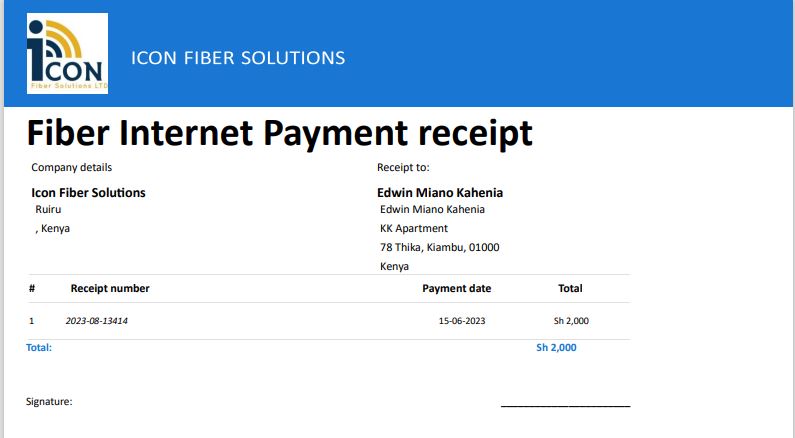 icon
Fiber Solutions LTD
ICON FIBER SOLUTIONS
Fiber Internet Payment receipt
Company details
Icon Fiber Solutions
Ruiru
, Kenya
Receipt to:
Edwin Miano Kahenia
Edwin Miano Kahenia
KK Apartment
78 Thika, Kiambu, 01000
Kenya
# Receipt number Payment date Total
1 2023-08-13414 15-06-2023 Sh 2,000
Total: Sh 2,000
Signature: